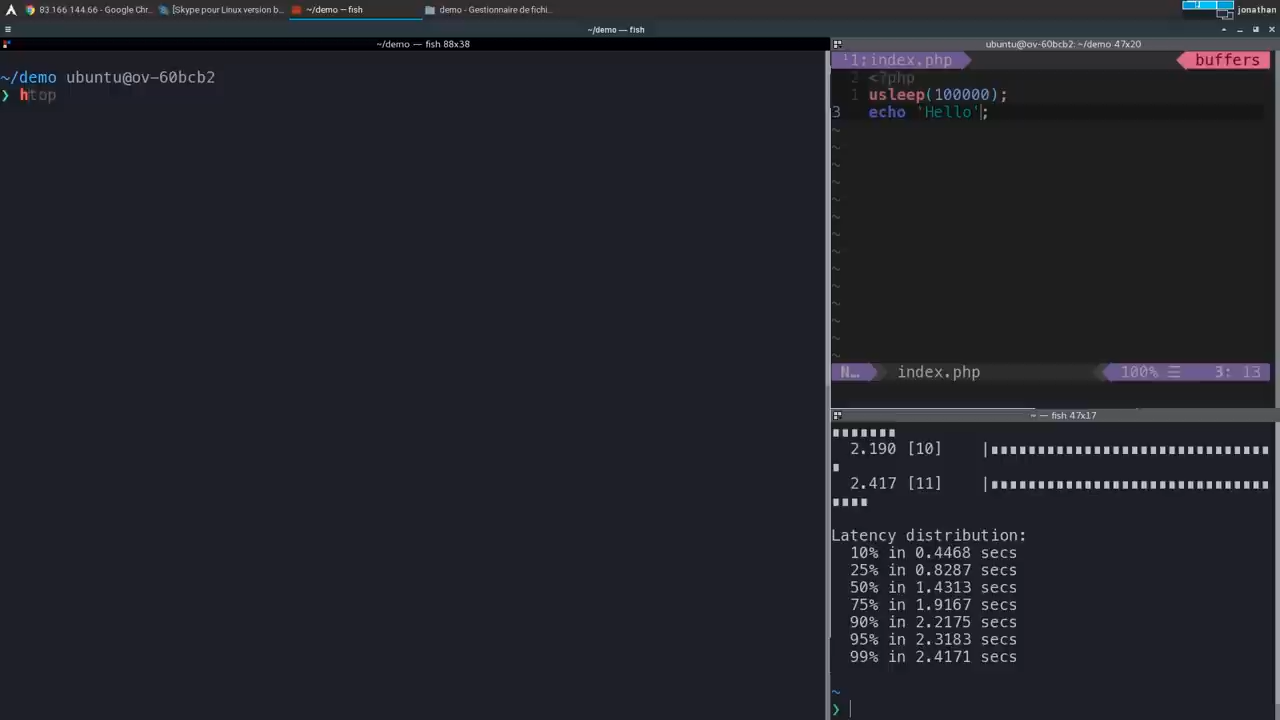 83.166.144.66 - Google Chr...
[Skype pour Linux version b...
~/demo — fish
demo - Gestionnaire de fichi...
jonathan
~/demo — fish
~/demo — fish 88x38
~/demo ubuntu@ov-60bcb2
❯ htop
ubuntu@ov-60bcb2: ~/demo 47x20
¹1:index.php
buffers
2 <?php
1 usleep(100000);
3 echo 'Hello';
~
~
~
~
~
~
~
~
~
~
~
~
~
N… index.php 100% ☰ 3: 13
~ — fish 47x17
2.190 [10] |
2.417 [11] |
Latency distribution:
10% in 0.4468 secs
25% in 0.8287 secs
50% in 1.4313 secs
75% in 1.9167 secs
90% in 2.2175 secs
95% in 2.3183 secs
99% in 2.4171 secs
~
❯